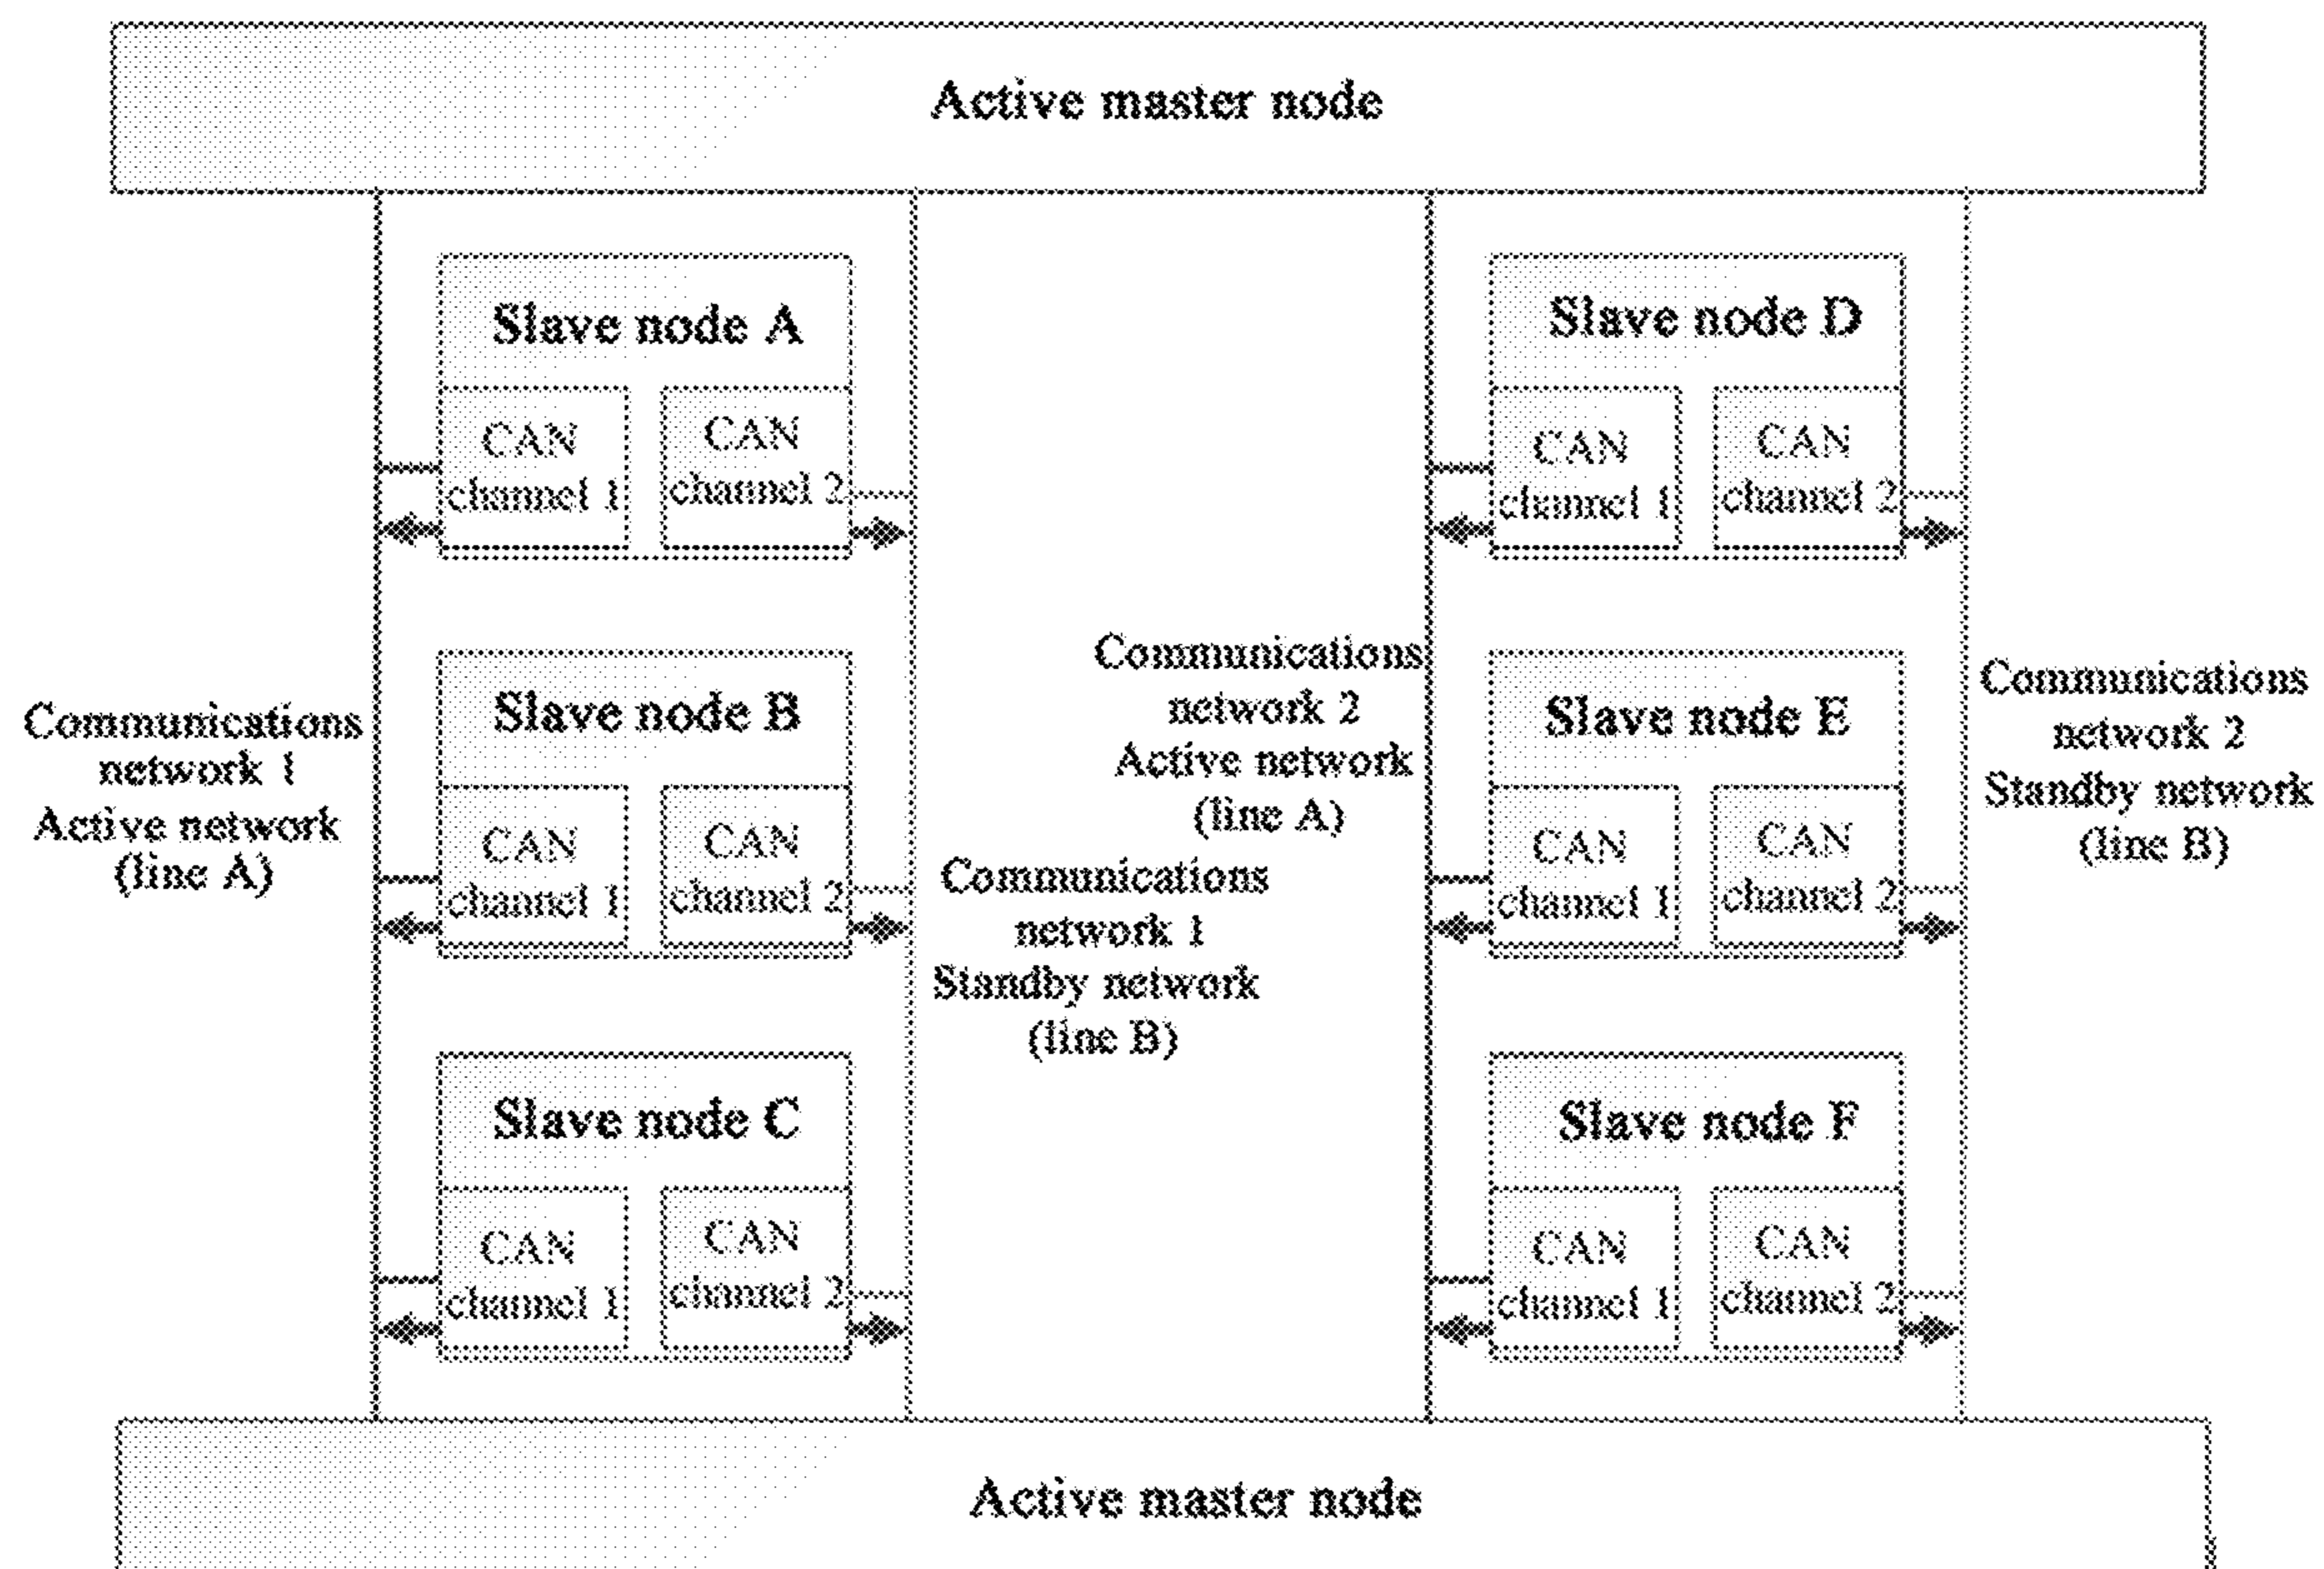 Active master node
Slave node A
CAN
channel 1
CAN
channel 2
Slave node D
CAN
channel 1
CAN
channel 2
Communications
network 1
Active network
(line A)
Slave node B
CAN
channel 1
CAN
channel 2
Communications
network 1
Standby network
(line B)
Communications
network 2
Active network
(line A)
Slave node E
CAN
channel 1
CAN
channel 2
Communications
network 2
Standby network
(line B)
Slave node C
CAN
channel 1
CAN
channel 2
Slave node F
CAN
channel 1
CAN
channel 2
Active master node